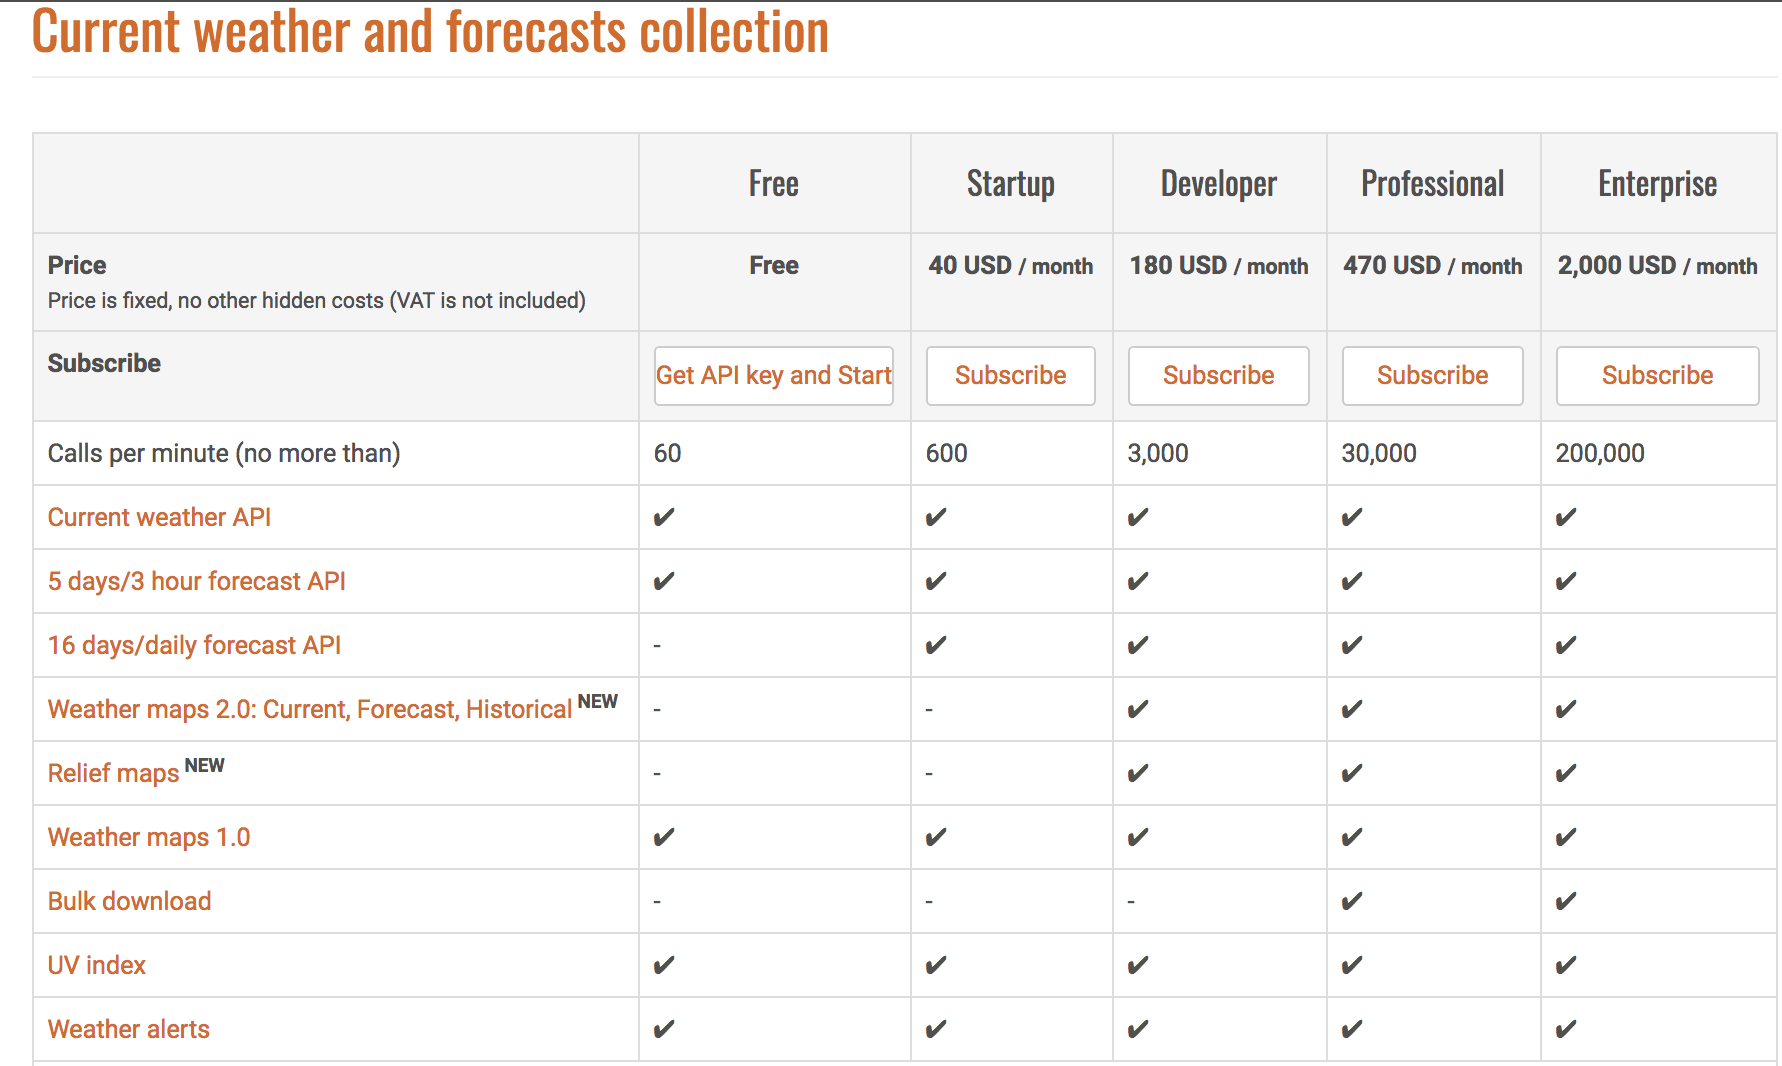 Current weather and forecasts collection
Free Startup Developer Professional Enterprise
Price Free 40 USD / month 180 USD / month 470 USD / month 2,000 USD / month
Price is fixed, no other hidden costs (VAT is not included)
Subscribe Get API key and Start Subscribe Subscribe Subscribe Subscribe
Calls per minute (no more than) 60 600 3,000 30,000 200,000
Current weather API ✔ ✔ ✔ ✔ ✔
5 days/3 hour forecast API ✔ ✔ ✔ ✔ ✔
16 days/daily forecast API - ✔ ✔ ✔ ✔
Weather maps 2.0: Current, Forecast, Historical NEW - - ✔ ✔ ✔
Relief maps NEW - - ✔ ✔ ✔
Weather maps 1.0 ✔ ✔ ✔ ✔ ✔
Bulk download - - - ✔ ✔
UV index ✔ ✔ ✔ ✔ ✔
Weather alerts ✔ ✔ ✔ ✔ ✔